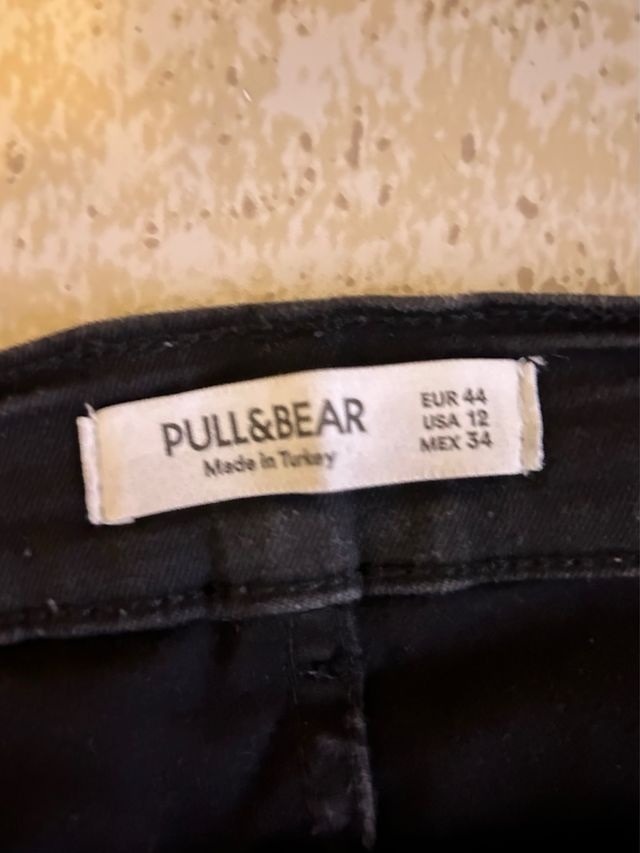 PULL&BEAR
Made in Turkey
EUR 44
USA 12
MEX 34